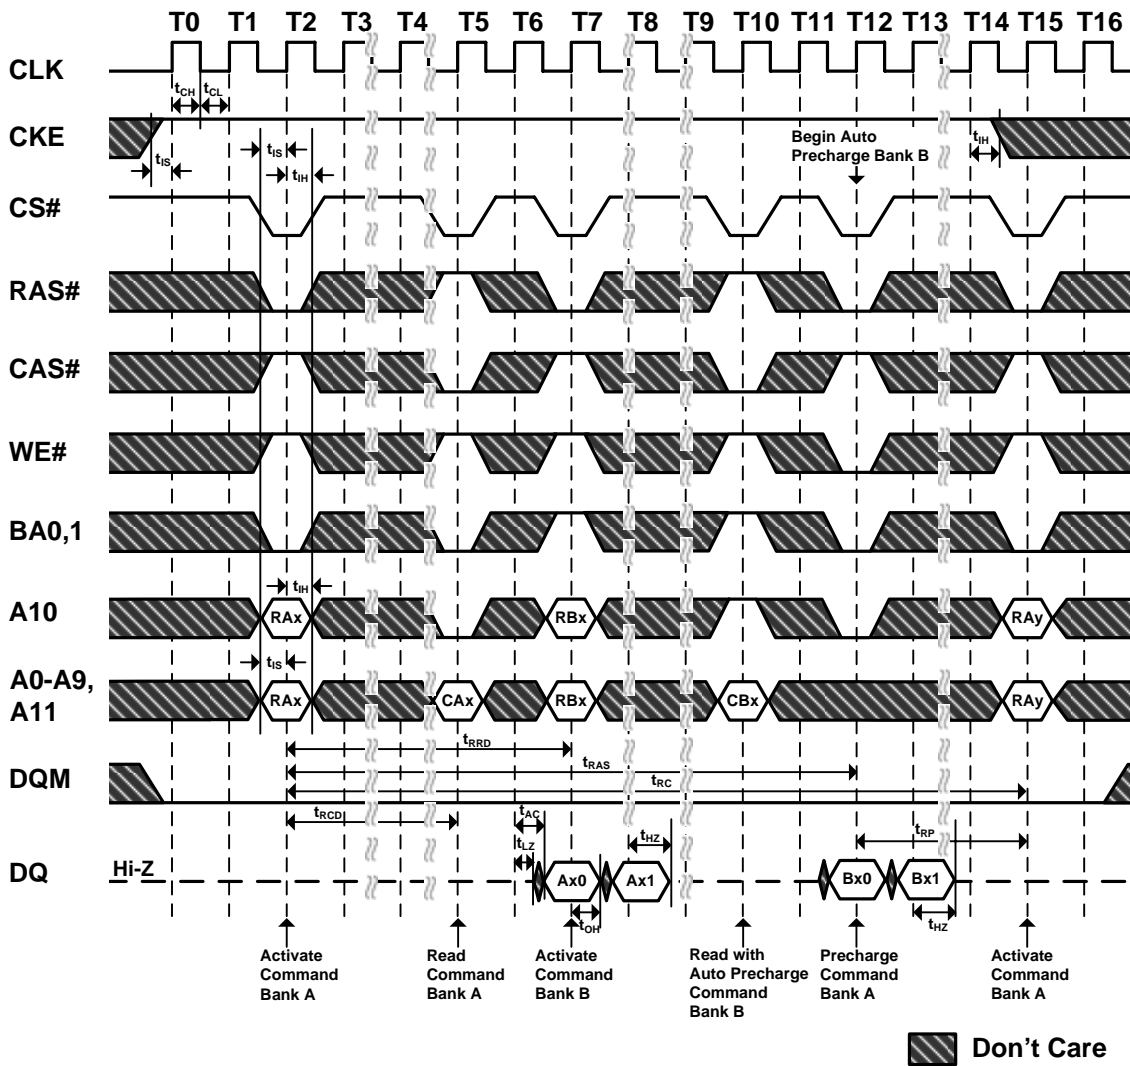 T0 T1 T2 T3 T4 T5 T6 T7 T8 T9 T10 T11 T12 T13 T14 T15 T16
CLK
tCH tCL
CKE
tIS tIS tIH
Begin Auto
Precharge Bank B
tIH
CS#
RAS#
CAS#
WE#
BA0,1
tIH
A10
RAx RBx RAy
tIS
A0-A9,
A11
RAx CAx RBx CBx RAy
tRRD
tRAS
DQM
tRC
tRCD
tAC
tLZ
tHZ
tRP
DQ
Hi-Z
Ax0 Ax1 Bx0 Bx1
tOH
tHZ
Activate
Command
Bank A
Read
Command
Bank A
Activate
Command
Bank B
Read with
Auto Precharge
Command
Bank B
Precharge
Command
Bank A
Activate
Command
Bank A
Don't Care